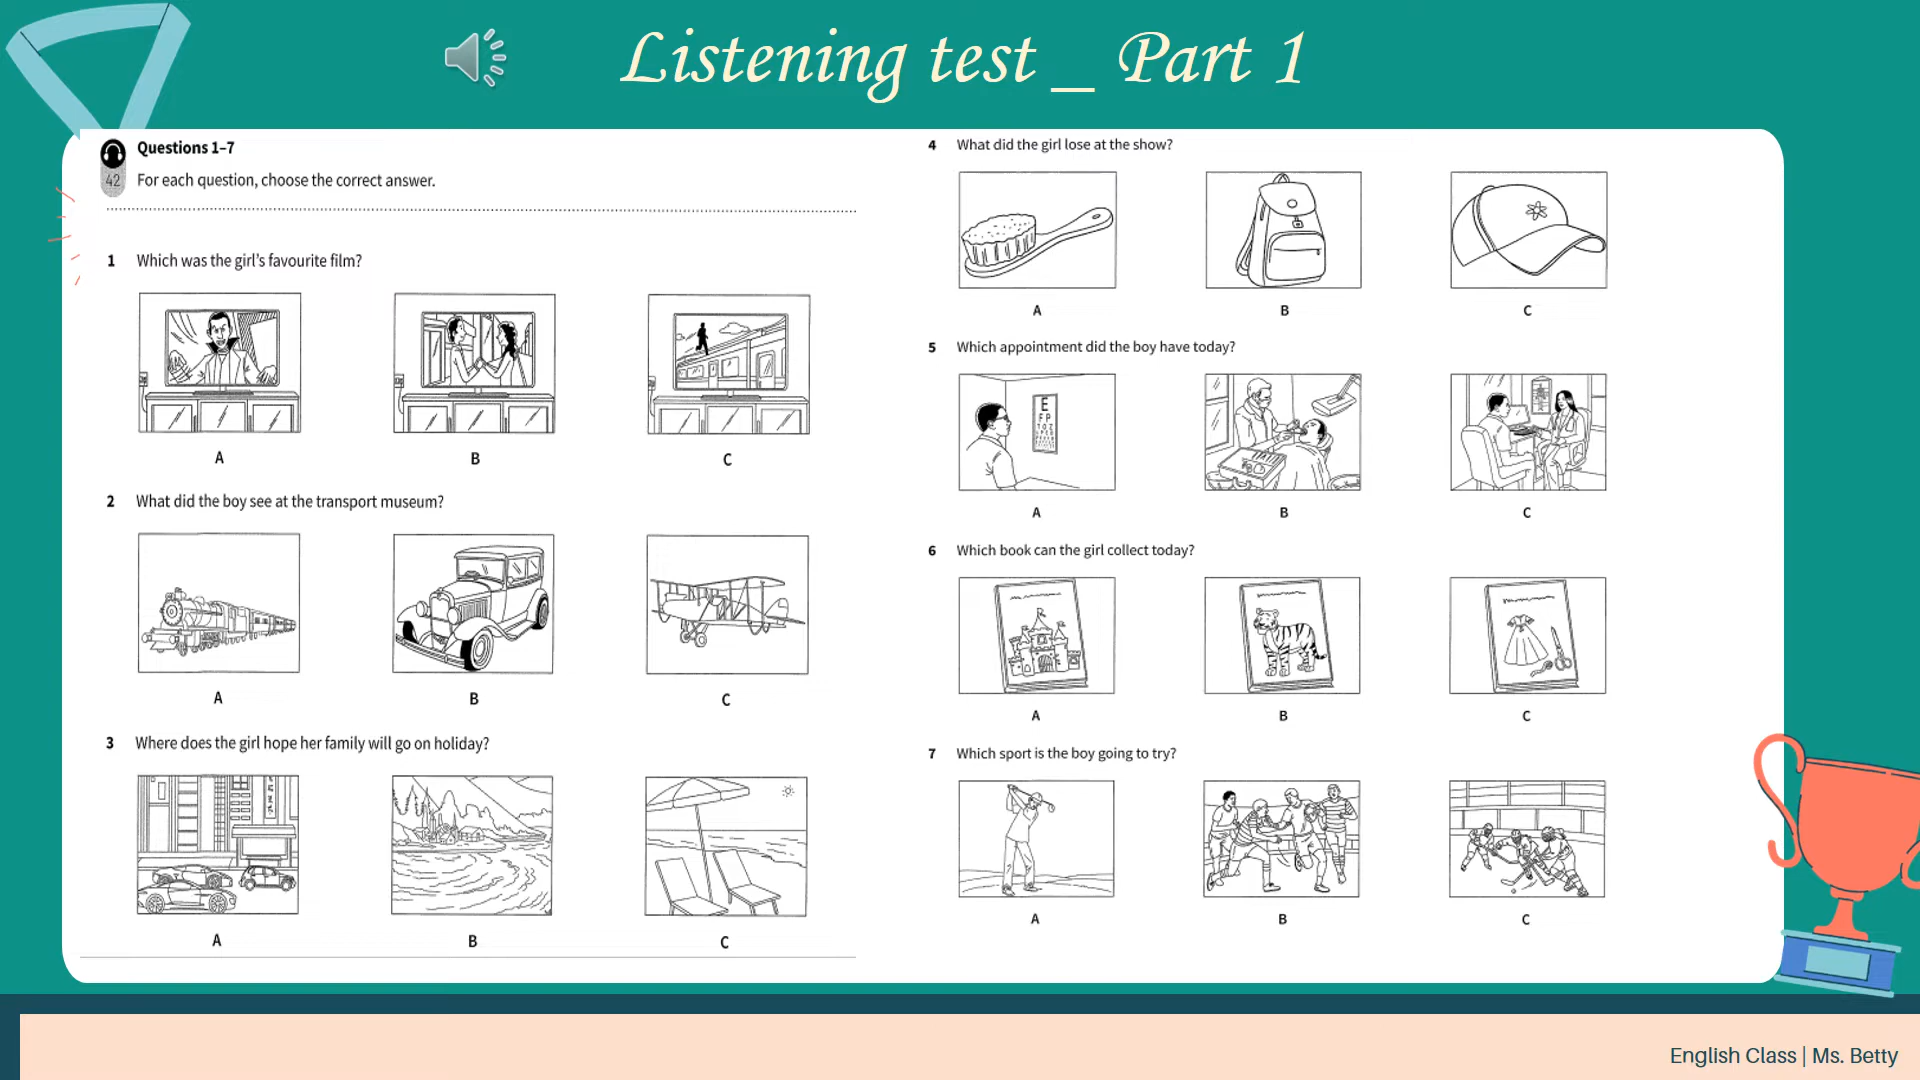 Listening test _ Part 1
Questions 1–7
42
For each question, choose the correct answer.
1 Which was the girl's favourite film?
A B C
2 What did the boy see at the transport museum?
A B C
3 Where does the girl hope her family will go on holiday?
A B C
4 What did the girl lose at the show?
A B C
5 Which appointment did the boy have today?
E
F P
T O Z
A B C
6 Which book can the girl collect today?
A B C
7 Which sport is the boy going to try?
A B C
English Class | Ms. Betty